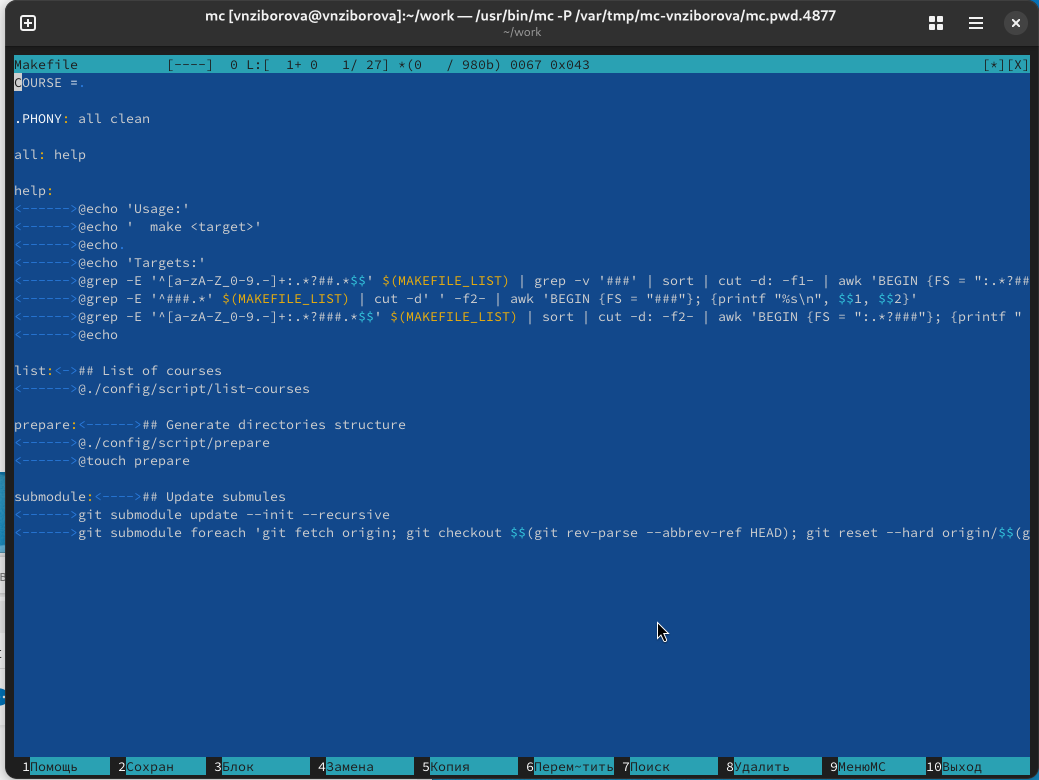 mc [vnziborova@vnziborova]:~/work — /usr/bin/mc -P /var/tmp/mc-vnziborova/mc.pwd.4877
~/work
Makefile           [----]  0 L:[  1+ 0   1/ 27] *(0   / 980b) 0067 0x043 [*][X]
COURSE =.
.PHONY: all clean
all: help
help:
<------>@echo 'Usage:'
<------>@echo '  make <target>'
<------>@echo.
<------>@echo 'Targets:'
<------>@grep -E '^[a-zA-Z_0-9.-]+:.*?##.*$$' $(MAKEFILE_LIST) | grep -v '###' | sort | cut -d: -f1- | awk 'BEGIN {FS = ":.*?##
<------>@grep -E '^###.*' $(MAKEFILE_LIST) | cut -d' ' -f2- | awk 'BEGIN {FS = "###"}; {printf "%s\n", $$1, $$2}'
<------>@grep -E '^[a-zA-Z_0-9.-]+:.*?###.*$$' $(MAKEFILE_LIST) | sort | cut -d: -f2- | awk 'BEGIN {FS = ":.*?###"}; {printf "
<------>@echo
list:<->## List of courses
<------>@./config/script/list-courses
prepare:<------>## Generate directories structure
<------>@./config/script/prepare
<------>@touch prepare
submodule:<---->## Update submules
<------>git submodule update --init --recursive
<------>git submodule foreach 'git fetch origin; git checkout $$(git rev-parse --abbrev-ref HEAD); git reset --hard origin/$$(g
1Помощь 2Сохран 3Блок 4Замена 5Копия 6Перем~тить 7Поиск 8Удалить 9МенюMC 10Выход